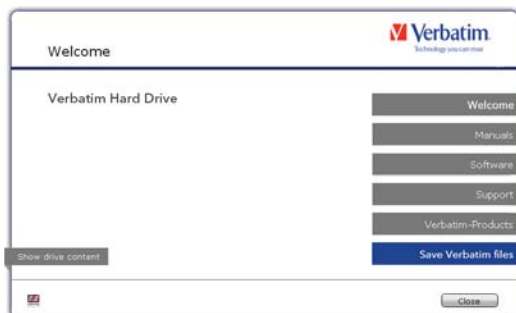 Welcome
Verbatim
Technology you can trust
Verbatim Hard Drive
Welcome
Manuals
Software
Support
Verbatim-Products
Save Verbatim files
Show drive content
Close